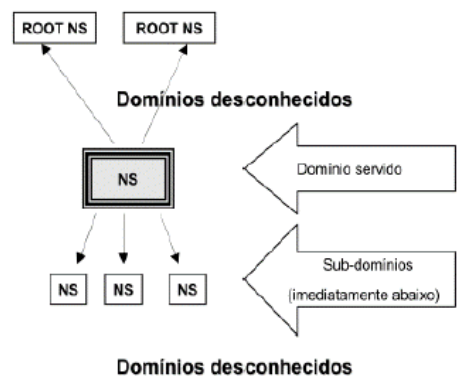 ROOT NS
ROOT NS
Domínios desconhecidos
NS
Domínio servido
NS
NS
NS
Sub-domínios
(imediatamente abaixo)
Domínios desconhecidos